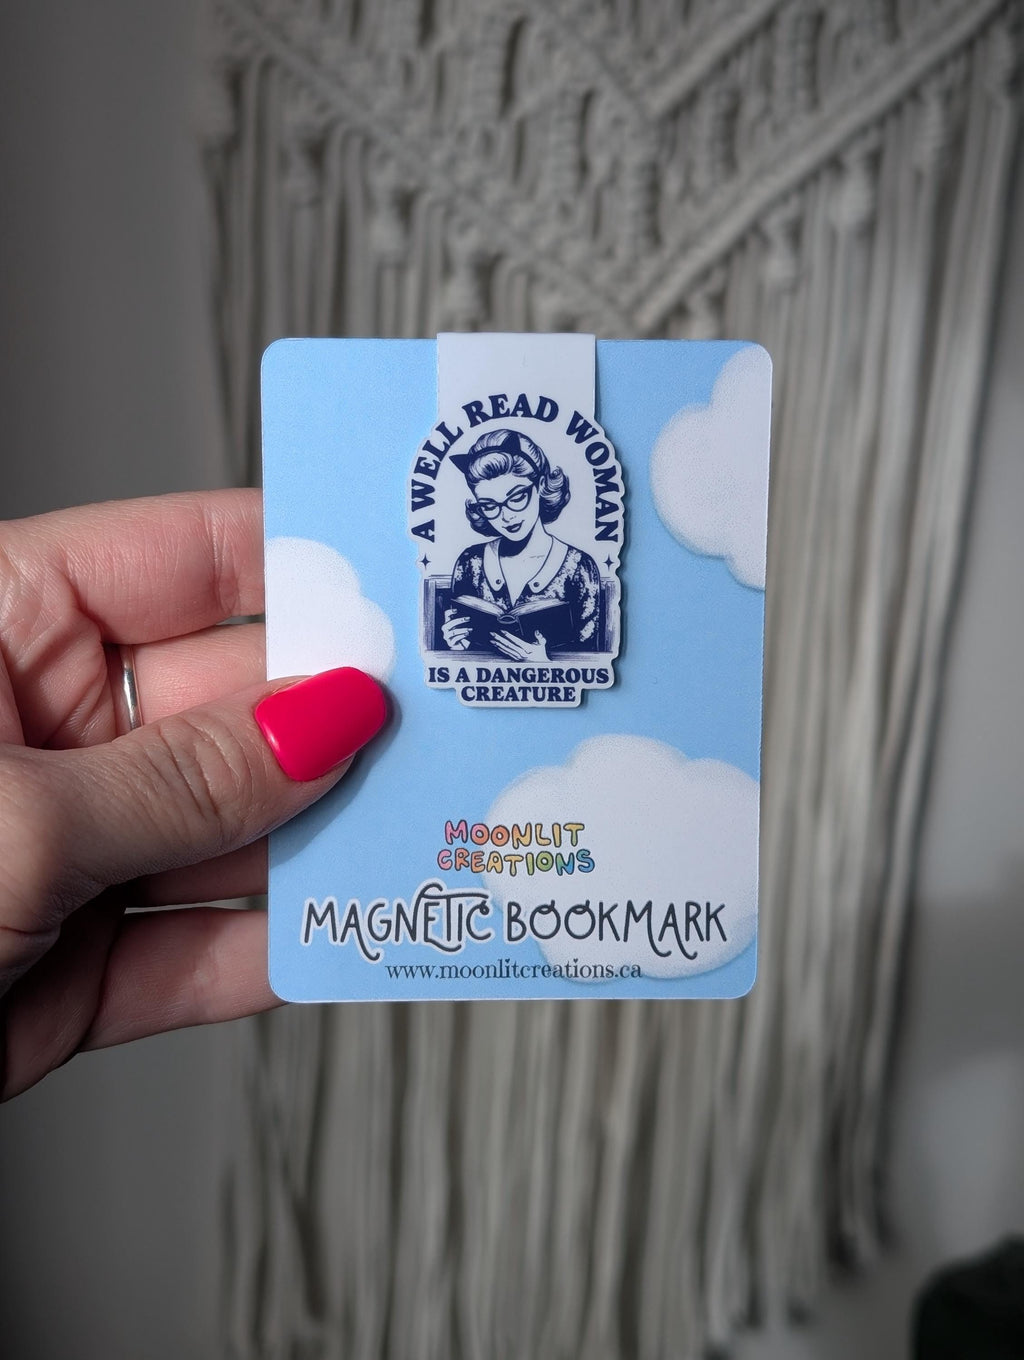 A WELL READ WOMAN
IS A DANGEROUS
CREATURE
MOONLIT
CREATIONS
MAGNETIC BOOKMARK
www.moonlitcreations.ca